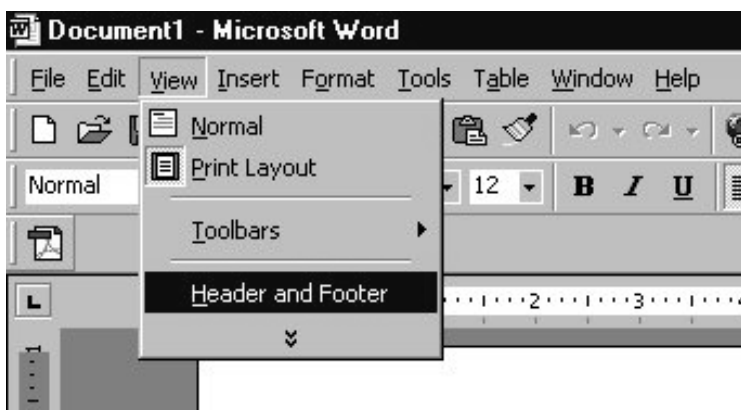 Document1 - Microsoft Word
File Edit View Insert Format Tools Table Window Help
Normal
Print Layout
Normal 12 B I U
Toolbars
Header and Footer
L 2 3
1